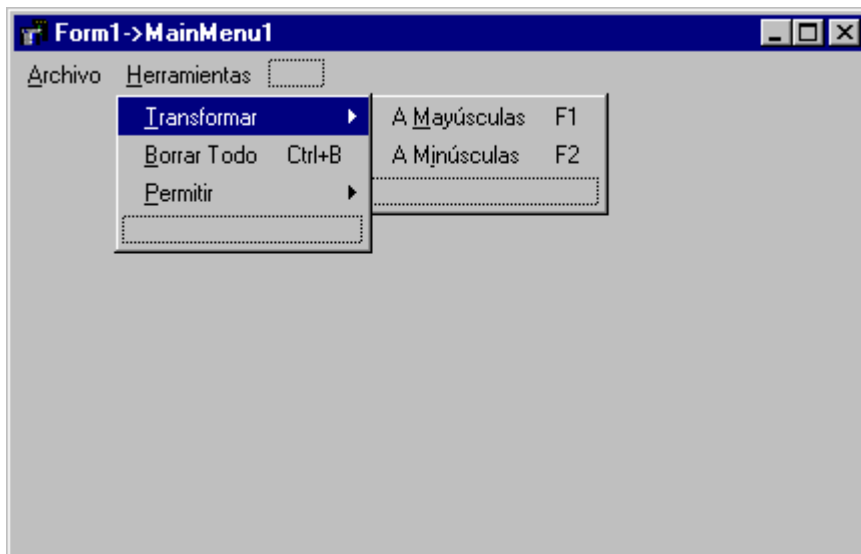 Form1->MainMenu1
Archivo Herramientas
Transformar
Borrar Todo Ctrl+B
Permitir
A Mayúsculas F1
A Minúsculas F2